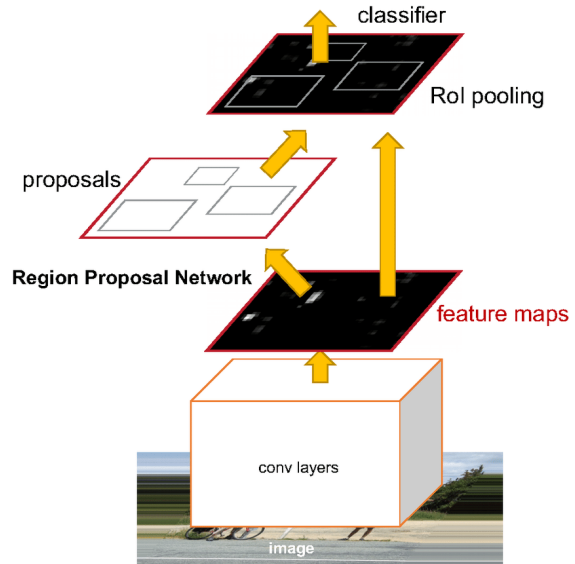 classifier
RoI pooling
proposals
Region Proposal Network
feature maps
conv layers
image